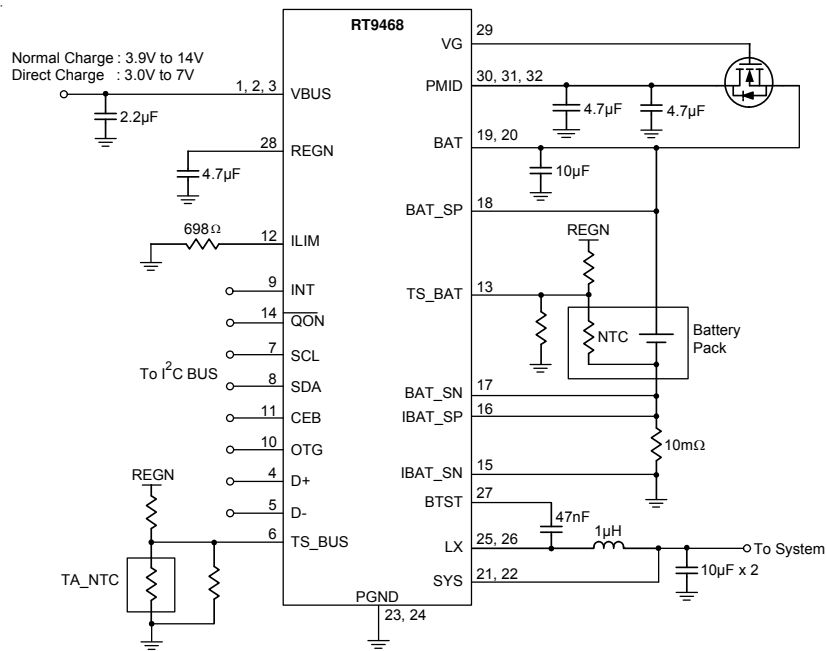 RT9468
Normal Charge : 3.9V to 14V
Direct Charge : 3.0V to 7V
1, 2, 3
VBUS
2.2µF
28
REGN
4.7µF
698Ω
12
ILIM
9
INT
14
QON
7
SCL
To I²C BUS
8
SDA
11
CEB
10
OTG
4
D+
5
D-
REGN
6
TS_BUS
TA_NTC
PGND
23, 24
29
VG
30, 31, 32
PMID
4.7µF
4.7µF
19, 20
BAT
10µF
18
BAT_SP
REGN
13
TS_BAT
NTC
Battery
Pack
17
BAT_SN
16
IBAT_SP
10mΩ
15
IBAT_SN
27
BTST
47nF
1µH
25, 26
LX
To System
21, 22
SYS
10µF x 2